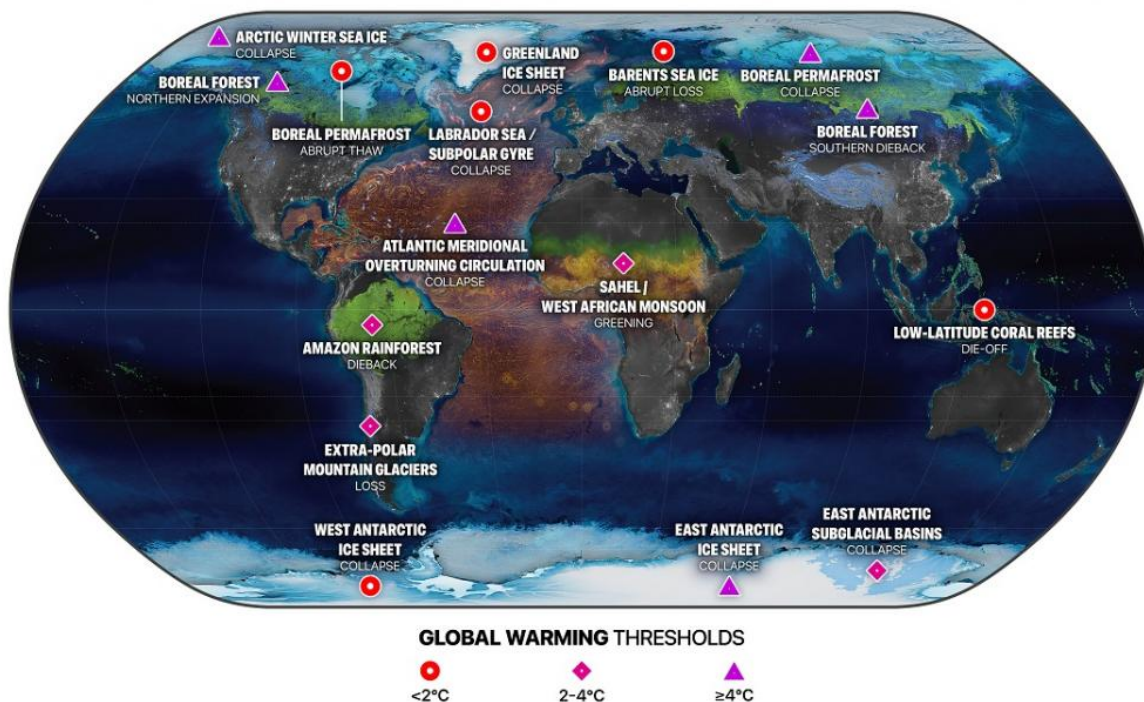 ARCTIC WINTER SEA ICE
COLLAPSE
BOREAL FOREST
NORTHERN EXPANSION
BOREAL PERMAFROST
ABRUPT THAW
GREENLAND
ICE SHEET
COLLAPSE
LABRADOR SEA /
SUBPOLAR GYRE
COLLAPSE
BARENTS SEA ICE
ABRUPT LOSS
BOREAL PERMAFROST
COLLAPSE
BOREAL FOREST
SOUTHERN DIEBACK
ATLANTIC MERIDIONAL
OVERTURNING CIRCULATION
COLLAPSE
SAHEL /
WEST AFRICAN MONSOON
GREENING
LOW-LATITUDE CORAL REEFS
DIE-OFF
AMAZON RAINFOREST
DIEBACK
EXTRA-POLAR
MOUNTAIN GLACIERS
LOSS
WEST ANTARCTIC
ICE SHEET
COLLAPSE
EAST ANTARCTIC
ICE SHEET
COLLAPSE
EAST ANTARCTIC
SUBGLACIAL BASINS
COLLAPSE
GLOBAL WARMING THRESHOLDS
<2°C
2-4°C
≥4°C